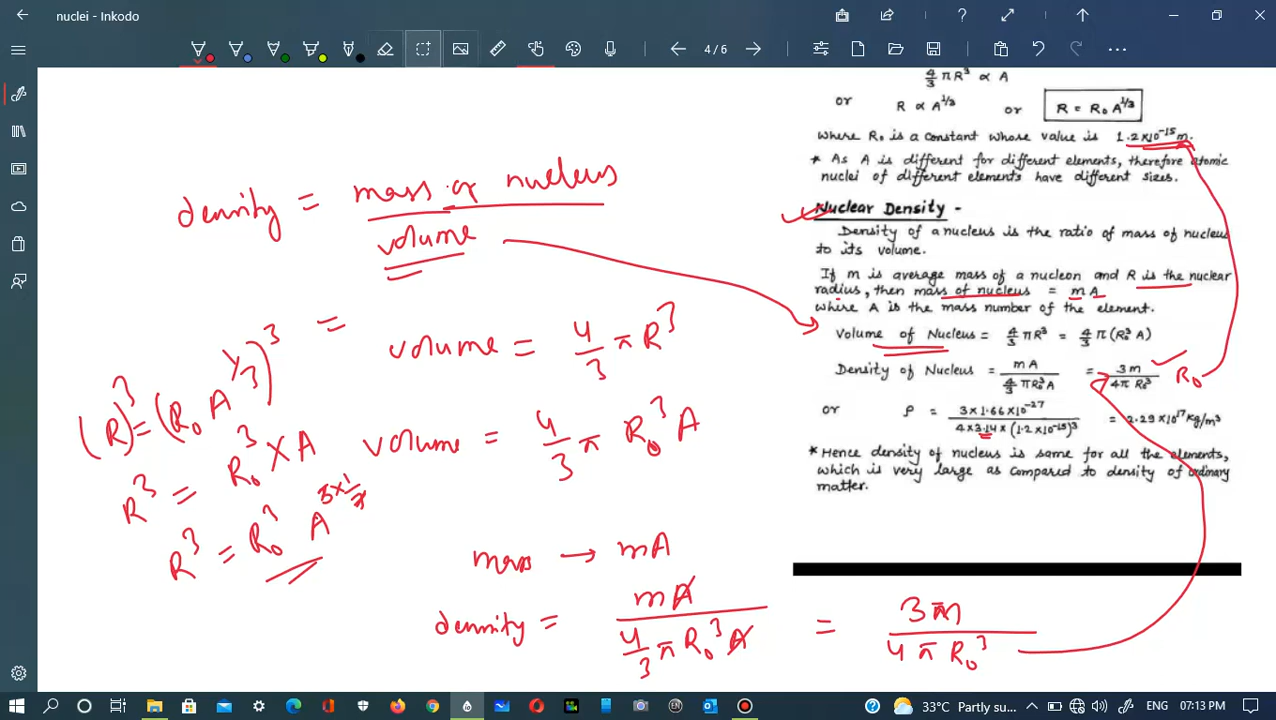 nuclei - Inkodo
4 / 6
4/3 π R³ ∝ A
or R ∝ A^1/3 or R = R₀ A^1/3
where R₀ is a constant whose value is 1.2×10⁻¹⁵ m.
* As A is different for different elements, therefore atomic
nuclei of different elements have different sizes.
Nuclear Density -
Density of a nucleus is the ratio of mass of nucleus
to its volume.
If m is average mass of a nucleon and R is the nuclear
radius, then mass of nucleus = mA
where A is the mass number of the element.
Volume of Nucleus = 4/3 πR³ = 4/3 π (R₀³ A)
Density of Nucleus = mA / 4/3 πR₀³A = 3m / 4π R₀³ R₀
or ρ = 3×1.66×10⁻²⁷ / 4×3.14×(1.2×10⁻¹⁵)³ = 2.29×10¹⁷ kg/m³
* Hence density of nucleus is same for all the elements,
which is very large as compared to density of ordinary
matter.
density = mass of nucleus
volume
=
volume = 4/3 π R³
(R)³ = (R₀ A^1/3)³
volume = 4/3 π R₀³ A
R³ = R₀³ × A
R³ = R₀³ A^3×1/3
mass → mA
density = mA / 4/3 π R₀³ A = 3m / 4 π R₀³
33°C Partly su...
ENG 07:13 PM